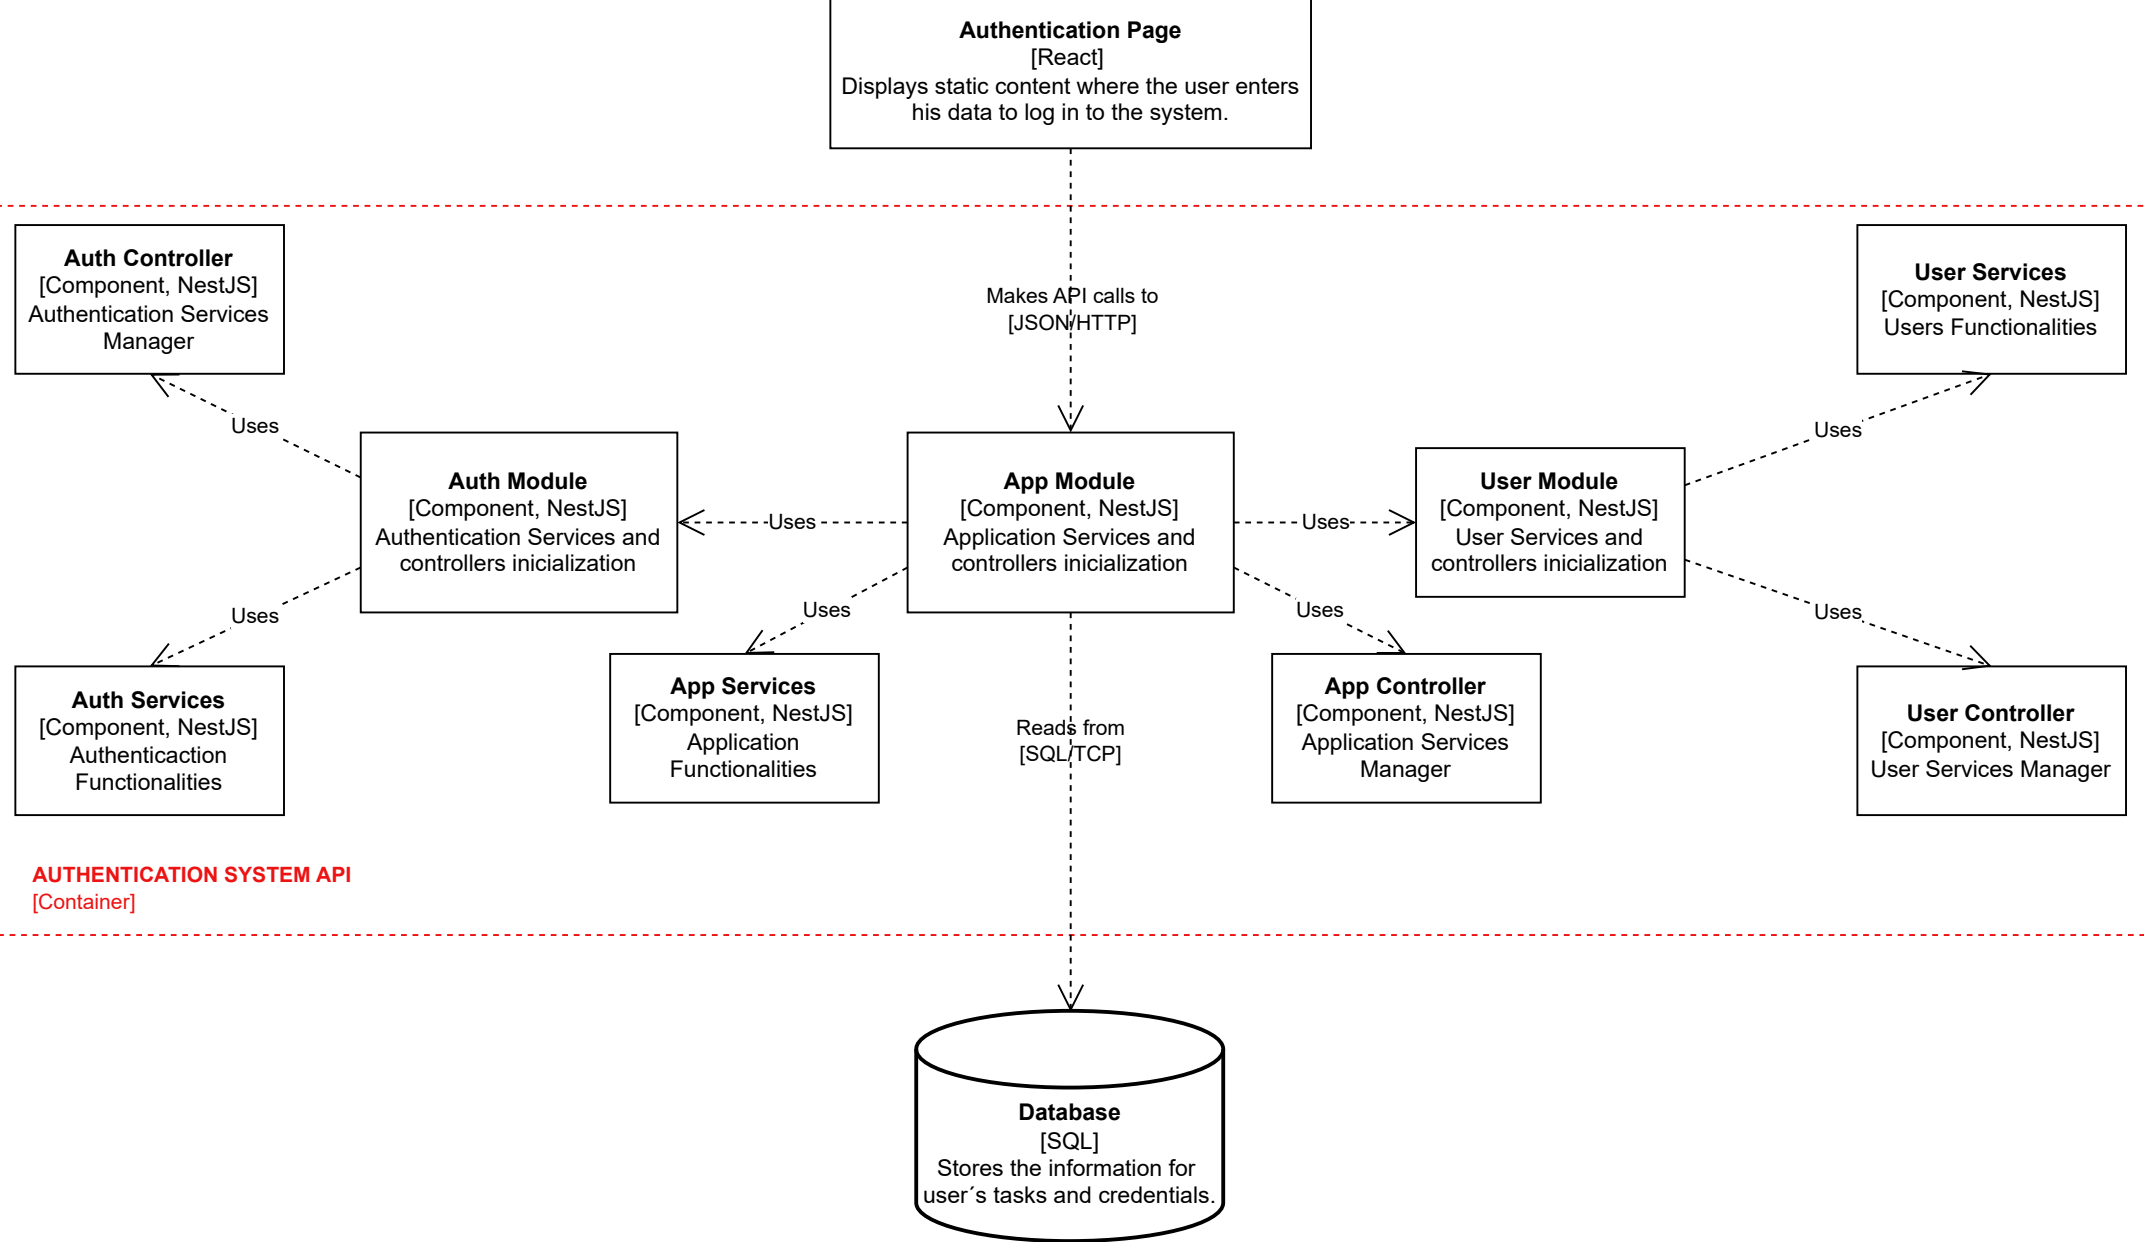 Authentication Page
[React]
Displays static content where the user enters
his data to log in to the system.
Auth Controller
[Component, NestJS]
Authentication Services
Manager
Makes API calls to
[JSON/HTTP]
User Services
[Component, NestJS]
Users Functionalities
Uses
Uses
Auth Module
[Component, NestJS]
Authentication Services and
controllers inicialization
Uses
App Module
[Component, NestJS]
Application Services and
controllers inicialization
Uses
User Module
[Component, NestJS]
User Services and
controllers inicialization
Uses
Uses
Uses
Uses
Auth Services
[Component, NestJS]
Authenticaction
Functionalities
App Services
[Component, NestJS]
Application
Functionalities
Reads from
[SQL/TCP]
App Controller
[Component, NestJS]
Application Services
Manager
User Controller
[Component, NestJS]
User Services Manager
AUTHENTICATION SYSTEM API
[Container]
Database
[SQL]
Stores the information for
user´s tasks and credentials.